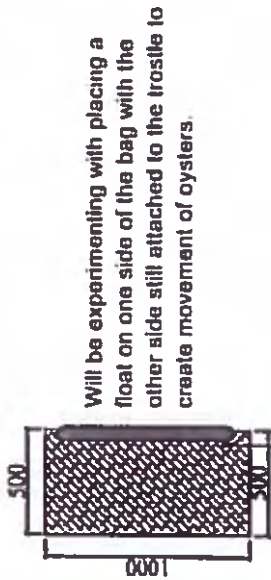 500
1000
500
Will be experimenting with placing a
float on one side of the bag with the
other side still attached to the trestle to
create movement of oysters.